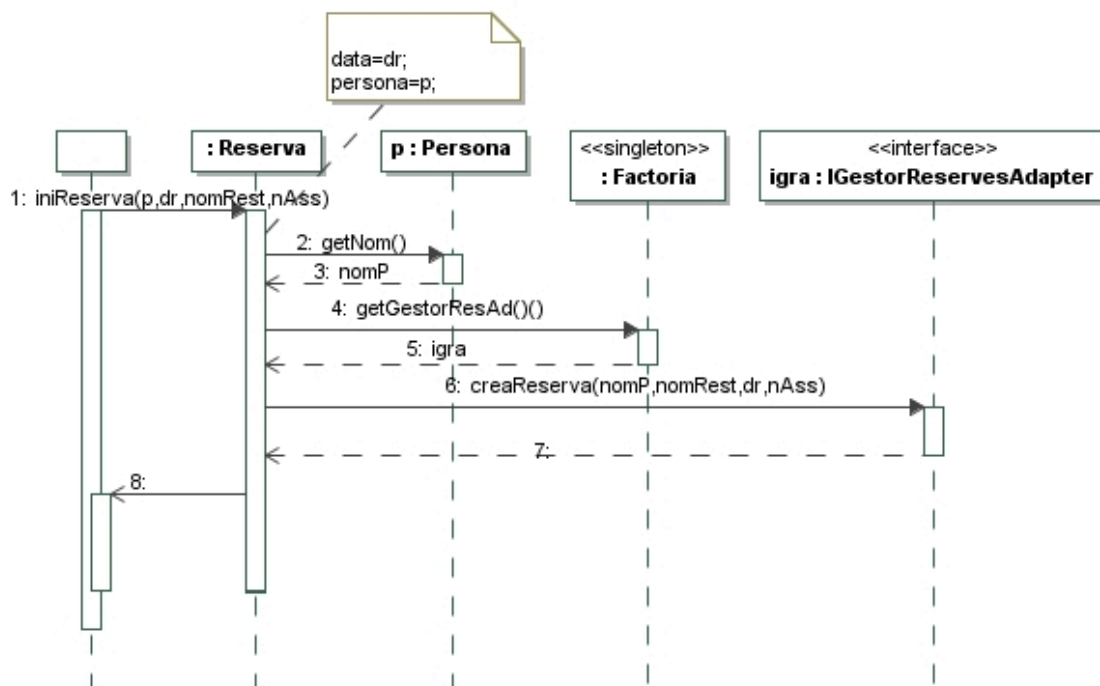 data=dr;
persona=p;
: Reserva
p : Persona
<<singleton>>
: Factoria
<<interface>>
igra : IGestorReservesAdapter
1: iniReserva(p,dr,nomRest,nAss)
2: getNom()
3: nomP
4: getGestorResAd()()
5: igra
6: creaReserva(nomP,nomRest,dr,nAss)
7:
8: